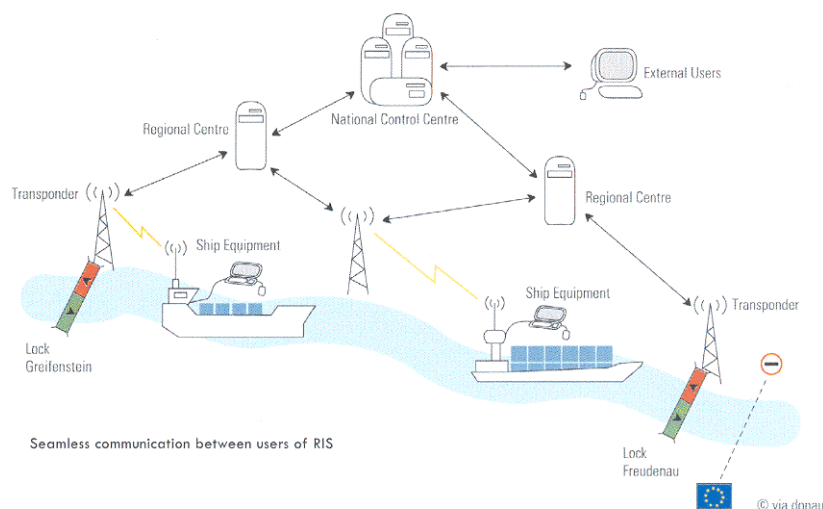 External Users
National Control Centre
Regional Centre
Transponder
Regional Centre
Ship Equipment
Ship Equipment
Transponder
Lock
Greifenstein
Seamless communication between users of RIS
Lock
Freudenau
© via donau